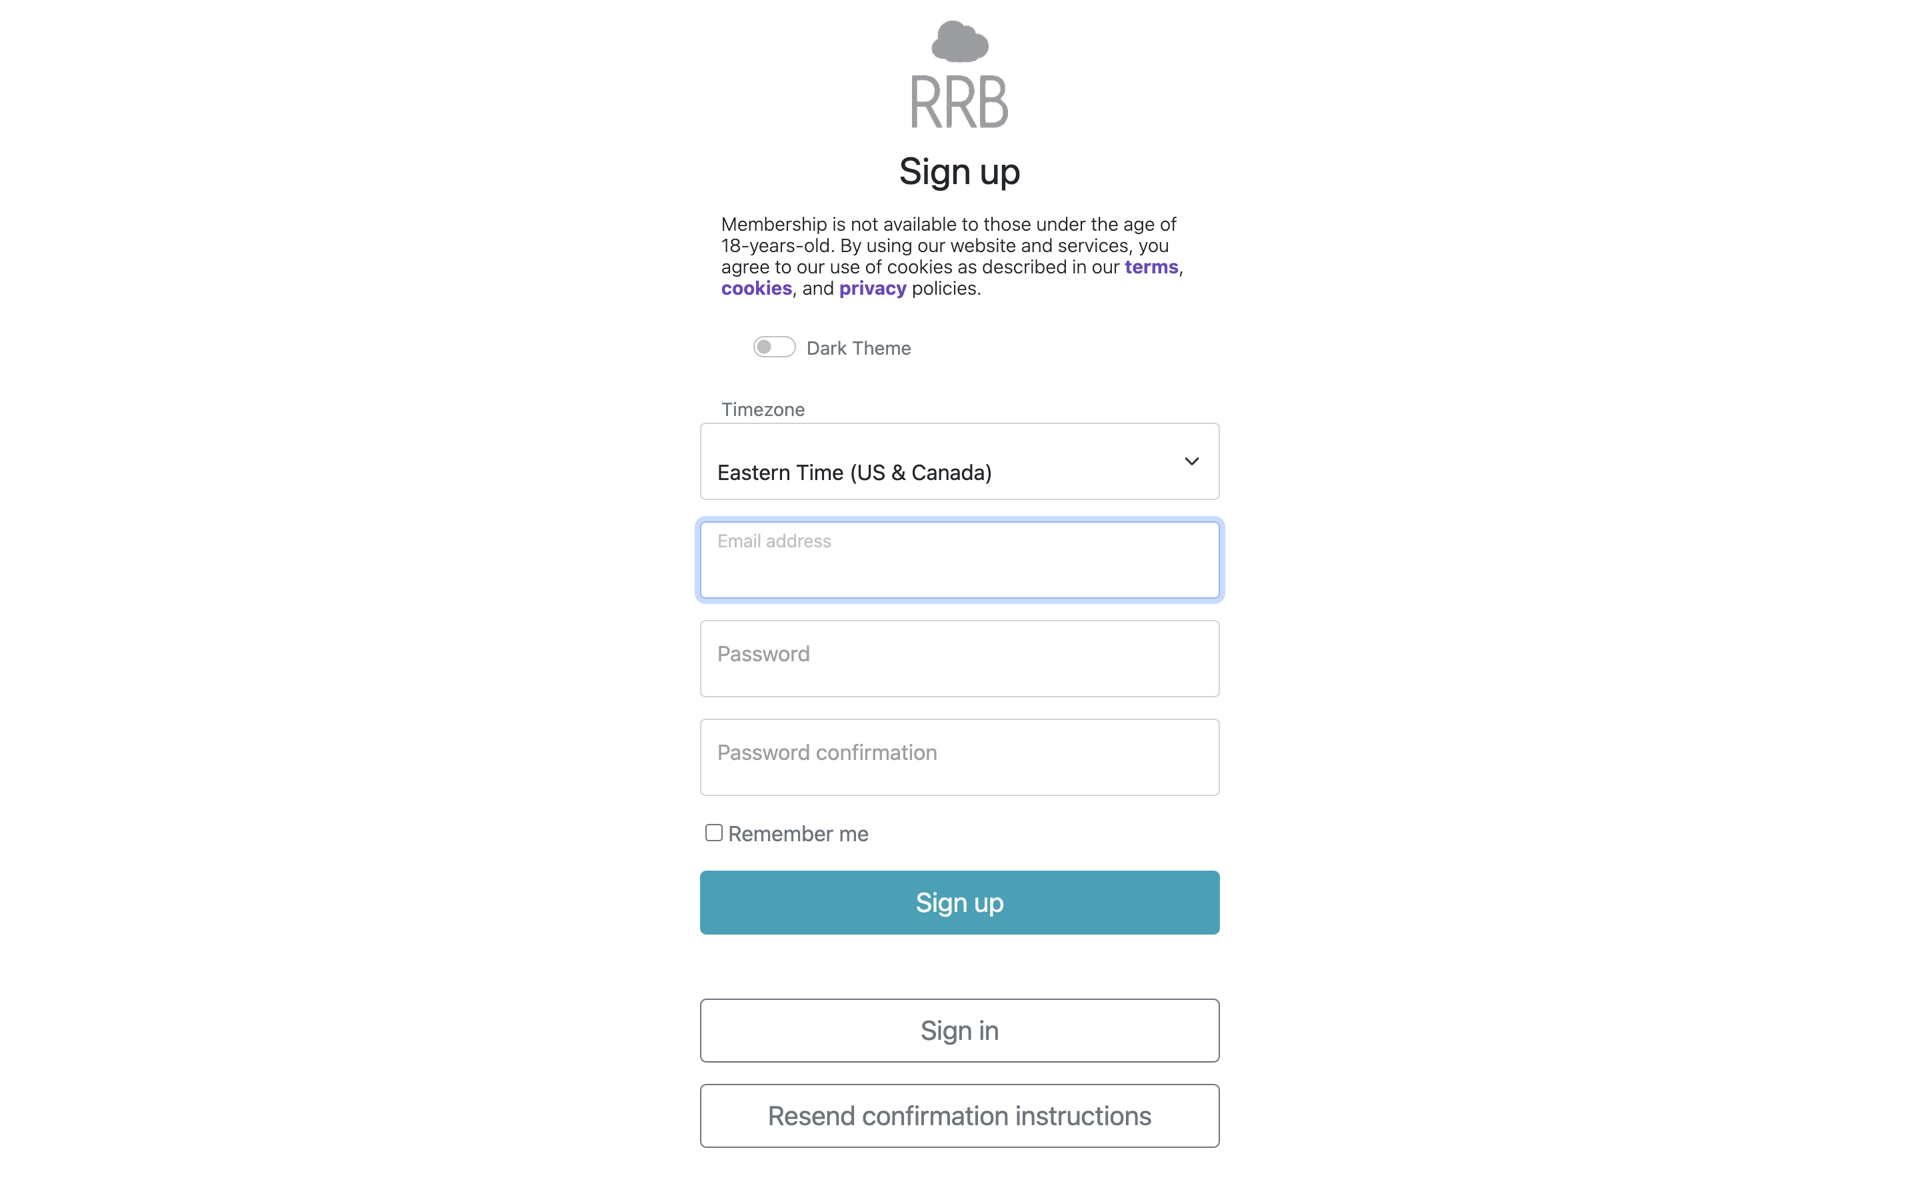 RRB
Sign up
Membership is not available to those under the age of
18-years-old. By using our website and services, you
agree to our use of cookies as described in our terms,
cookies, and privacy policies.
Dark Theme
Timezone
Eastern Time (US & Canada)
Email address
Password
Password confirmation
Remember me
Sign up
Sign in
Resend confirmation instructions